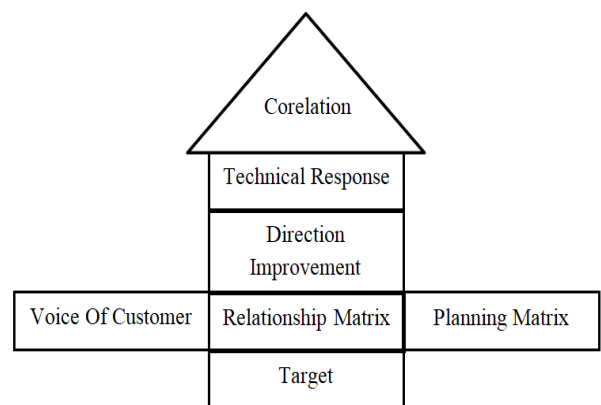 Corelation
Technical Response
Direction
Improvement
Voice Of Customer
Relationship Matrix
Planning Matrix
Target